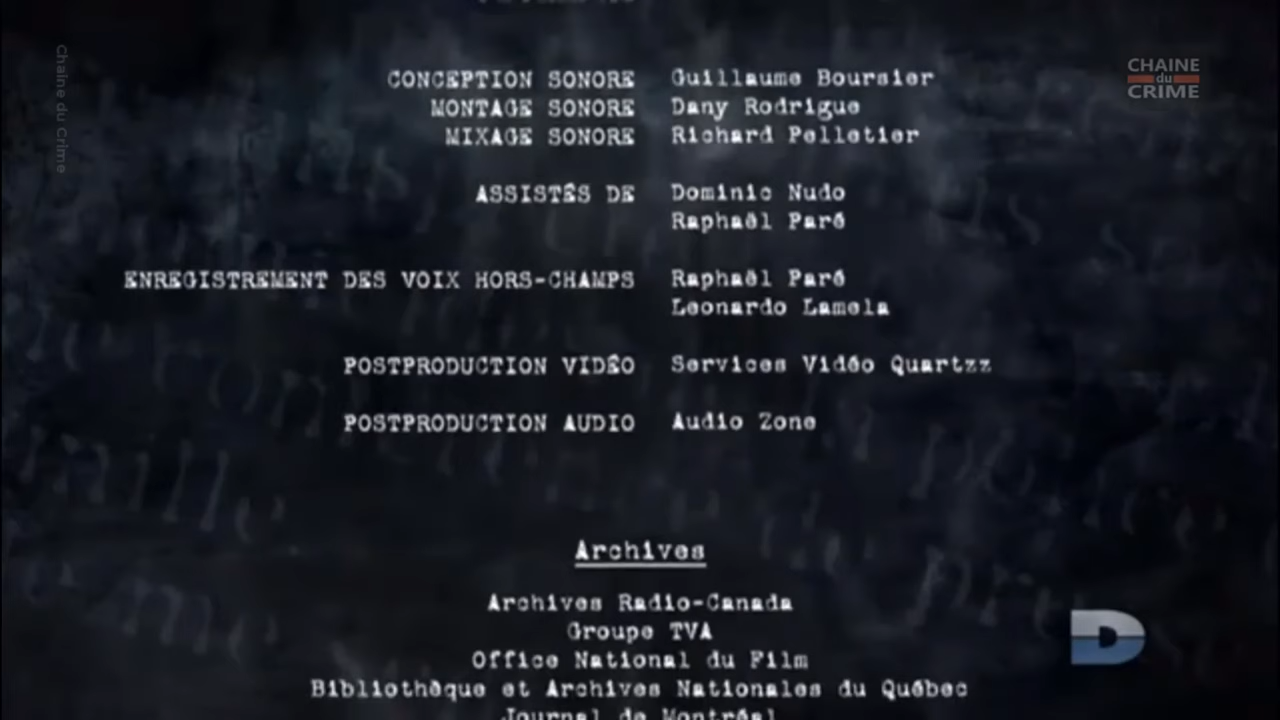 CONCEPTION SONORE Guillaume Boursier
MONTAGE SONORE Dany Rodrigue
MIXAGE SONORE Richard Pelletier
ASSISTÉS DE Dominic Nudo
Raphaël Paré
ENREGISTREMENT DES VOIX HORS-CHAMPS Raphaël Paré
Leonardo Lamela
POSTPRODUCTION VIDÉO Services Vidéo Quartzz
POSTPRODUCTION AUDIO Audio Zone
Archives
Archives Radio-Canada
Groupe TVA
Office National du Film
Bibliothèque et Archives Nationales du Québec
Journal de Montréal
CHAINE
du
CRIME
Chaine du Crime
D